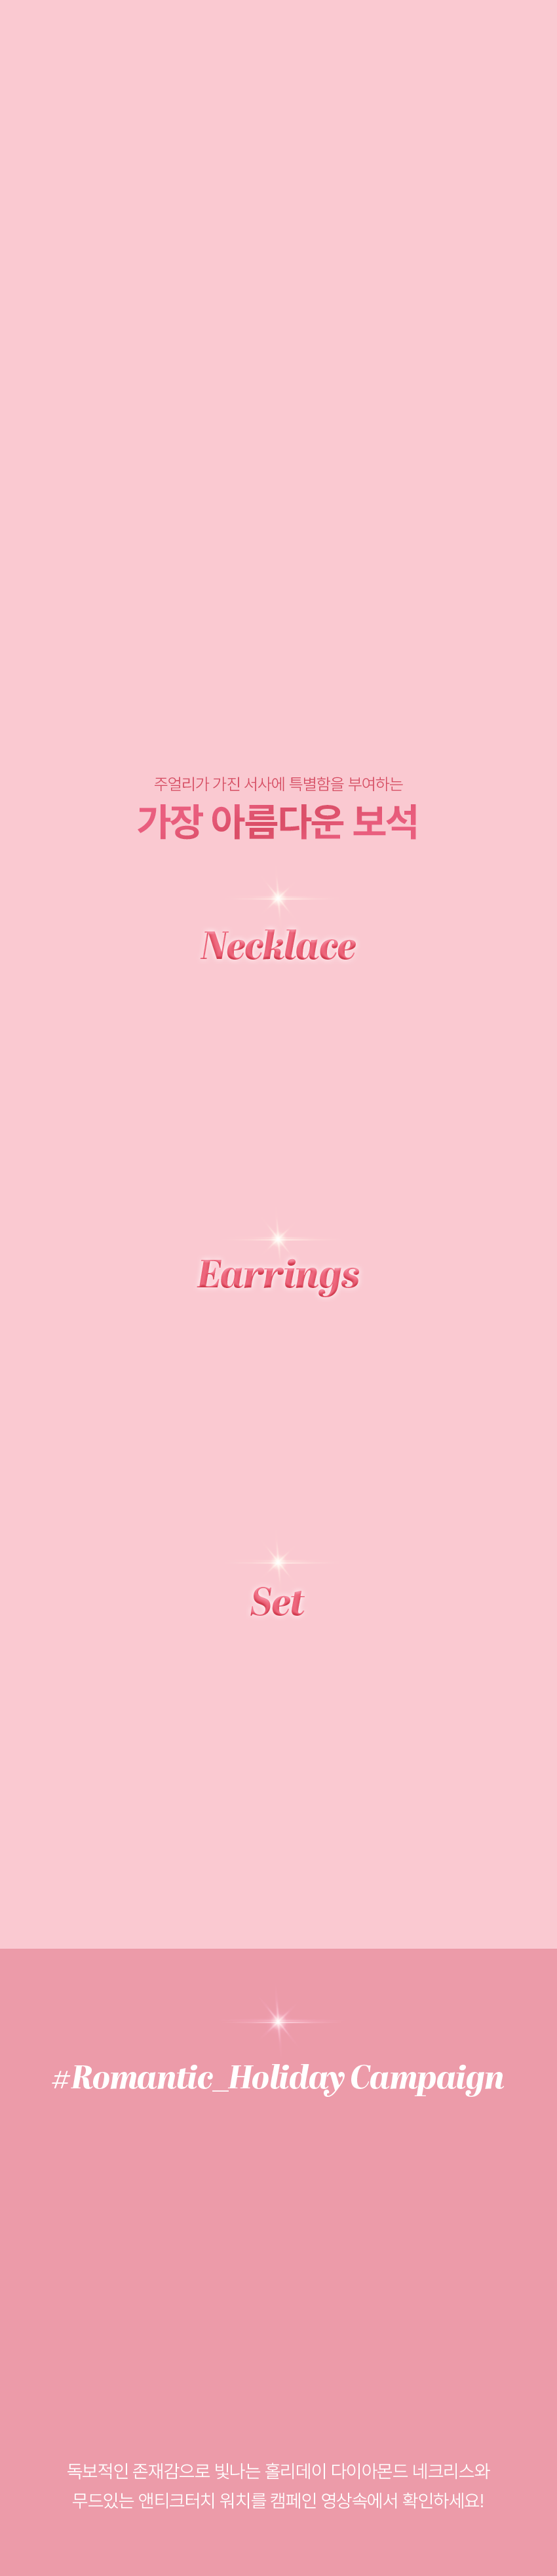 주얼리가 가진 서사에 특별함을 부여하는
가장 아름다운 보석
Necklace
Earrings
Set
#Romantic_Holiday Campaign
독보적인 존재감으로 빛나는 홀리데이 다이아몬드 네크리스와
무드있는 앤티크터치 워치를 캠페인 영상속에서 확인하세요!